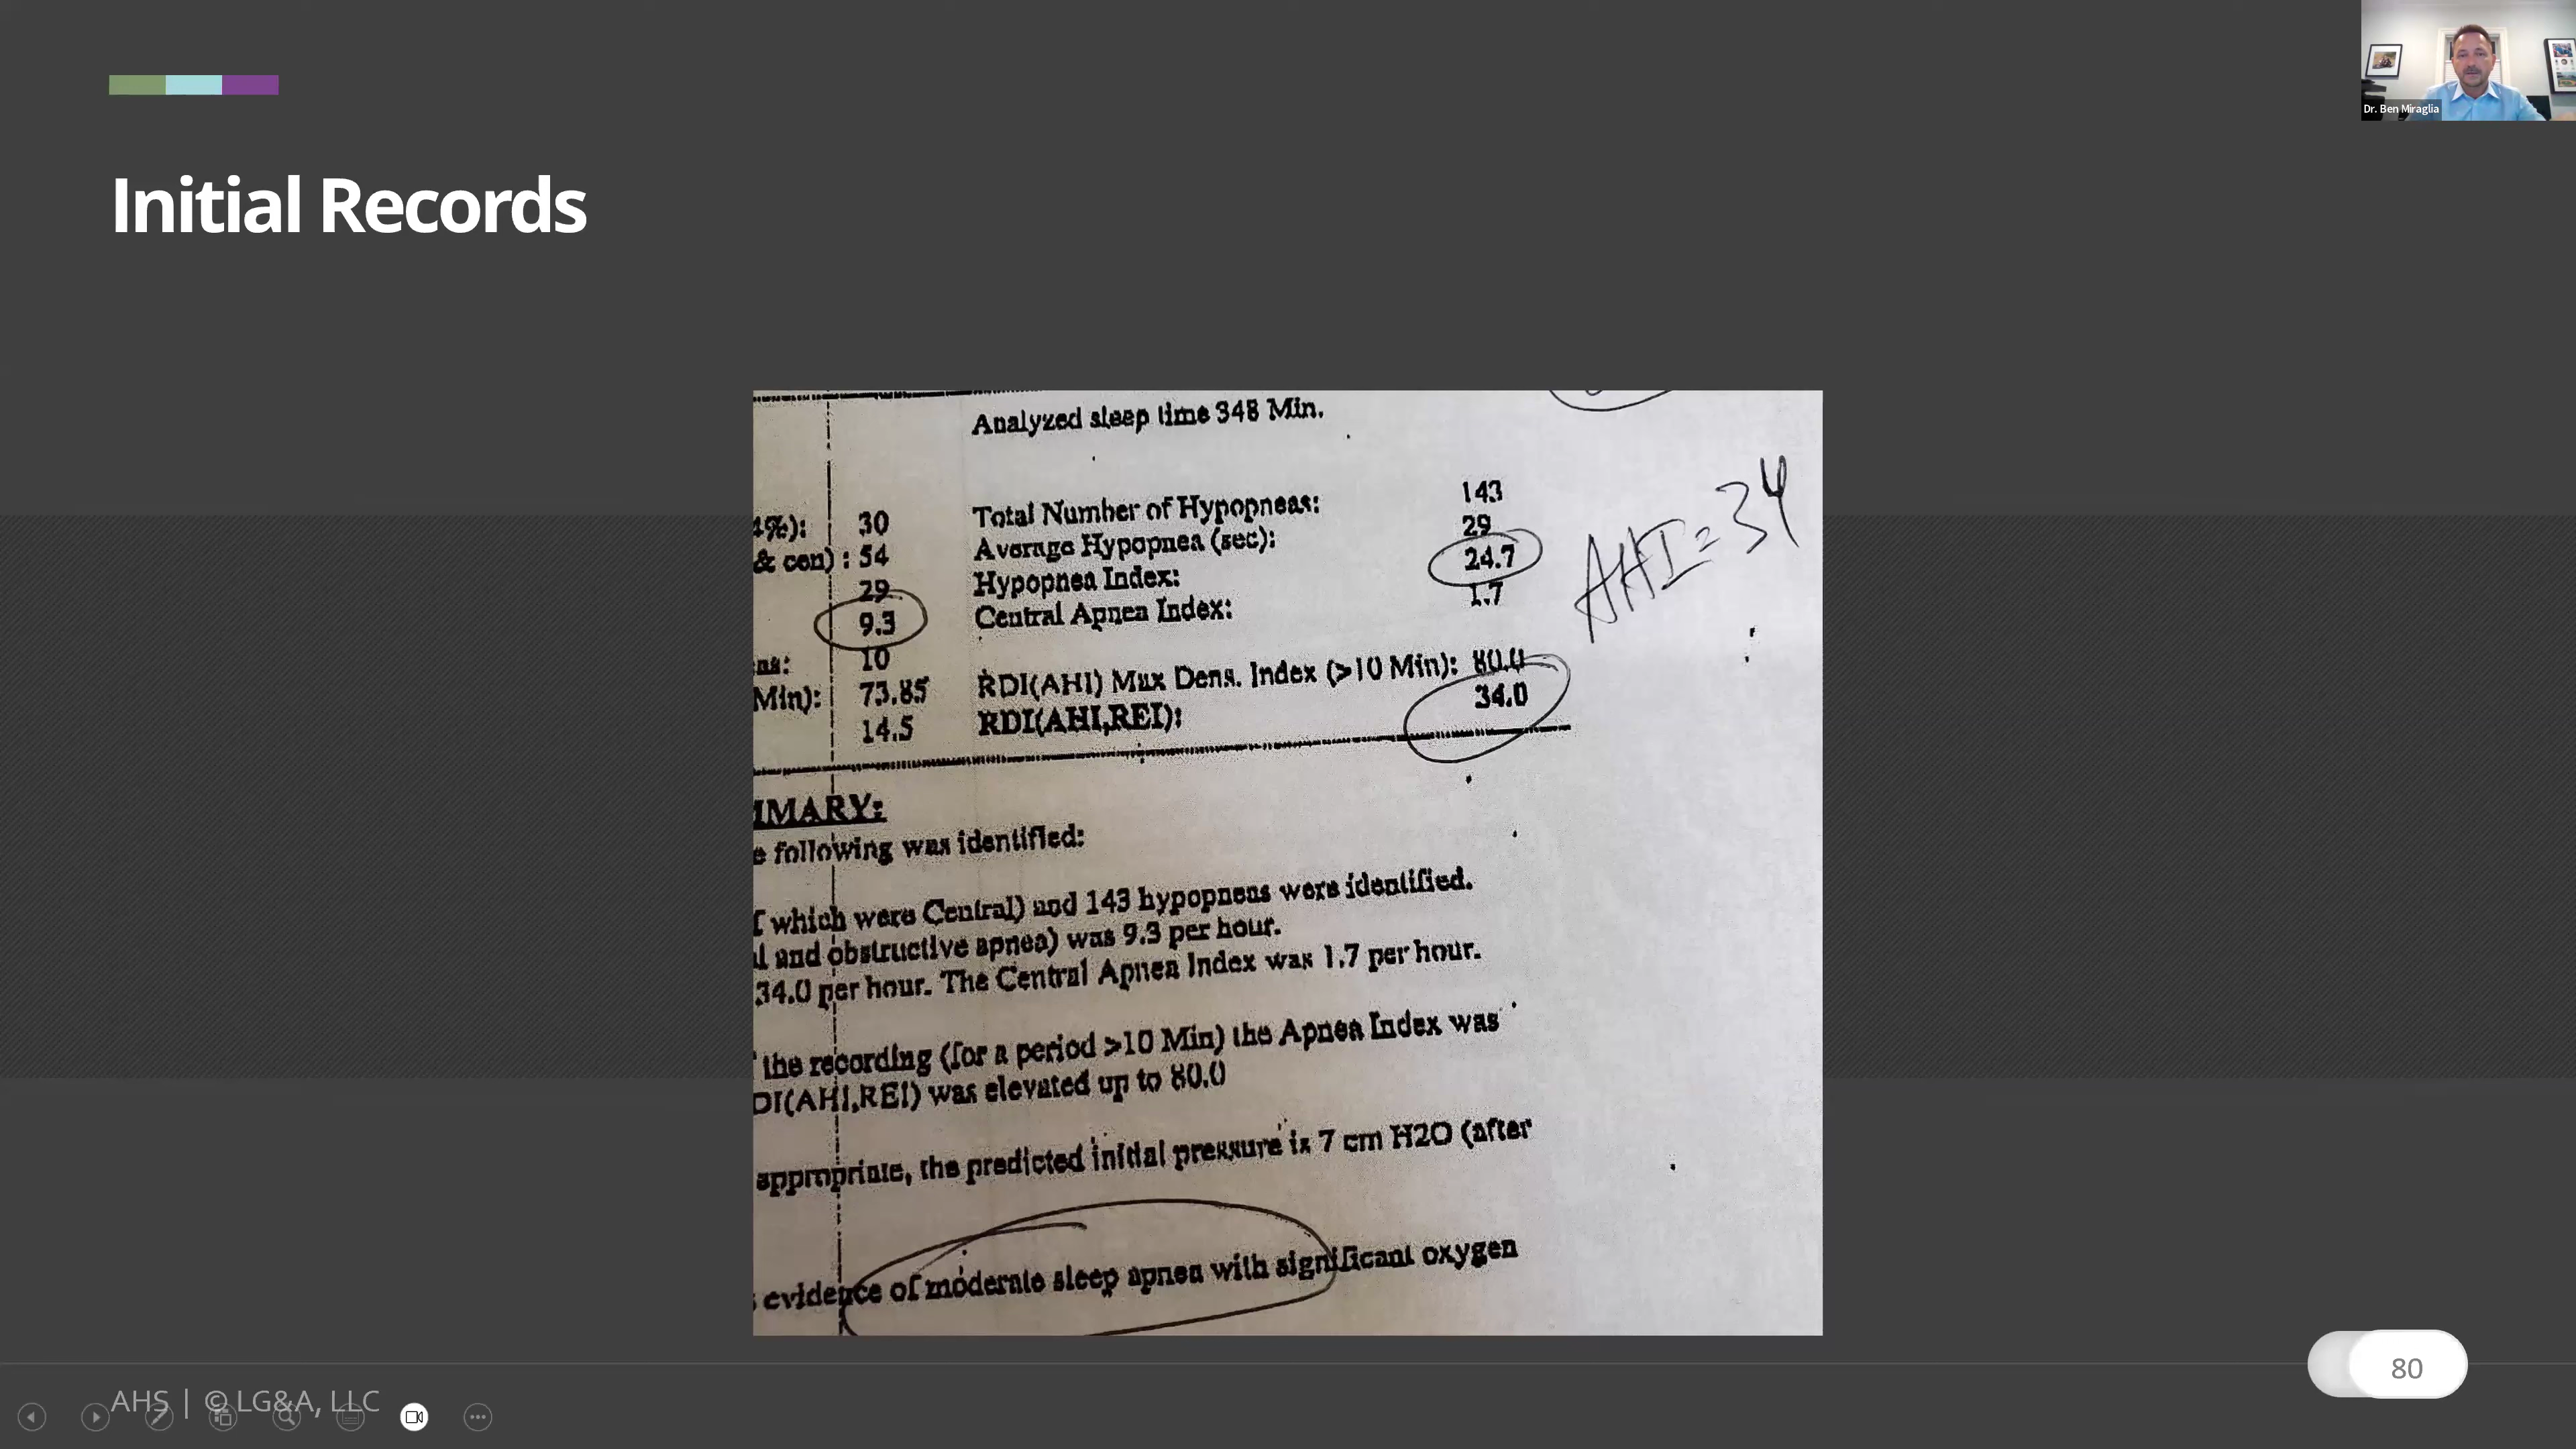 Dr. Ben Miraglia
Initial Records
Analyzed sleep time 348 Min.
4%): 30 Total Number of Hypopneas: 143
& cen) : 54 Average Hypopnea (sec): 29
29 Hypopnea Index: 24.7
9.3 Central Apnea Index: 1.7
AHI = 34
10 RDI(AHI) Max Dens. Index (>10 Min): 80.0
Min): 73.85 RDI(AHI,REI): 34.0
14.5
MMARY:
e following was identified:
f which were Central) and 143 hypopneas were identified.
l and obstructive apnea) was 9.3 per hour.
34.0 per hour. The Central Apnea Index was 1.7 per hour.
the recording (for a period >10 Min) the Apnea Index was
DI(AHI,REI) was elevated up to 80.0
appropriate, the predicted initial pressure is 7 cm H2O (after
evidence of moderate sleep apnea with significant oxygen
80
AHS | © LG&A, LLC